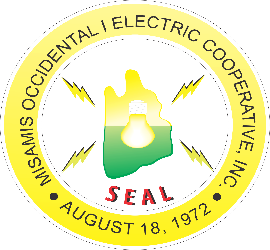 MISAMIS OCCIDENTAL I ELECTRIC COOPERATIVE, INC.
SEAL
• AUGUST 18, 1972 •